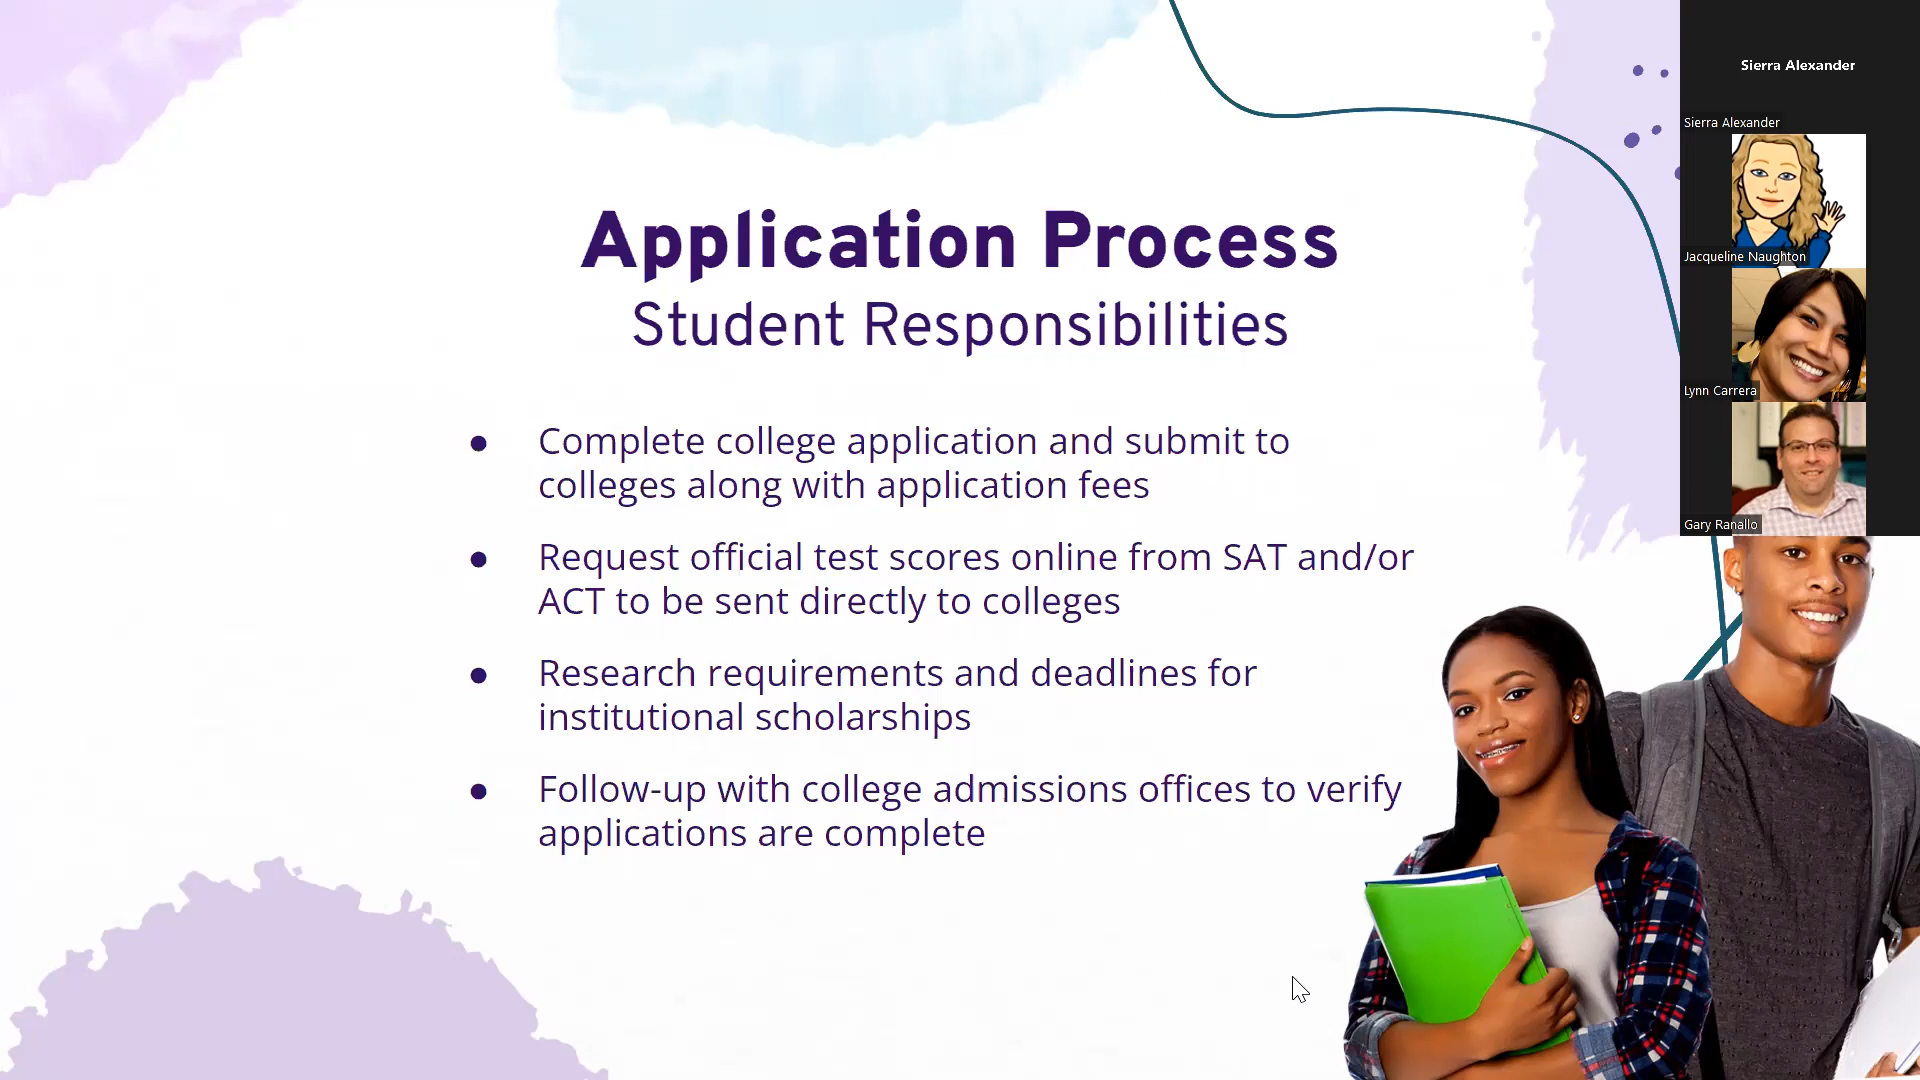 Application Process
Student Responsibilities
● Complete college application and submit to
colleges along with application fees
● Request official test scores online from SAT and/or
ACT to be sent directly to colleges
● Research requirements and deadlines for
institutional scholarships
● Follow-up with college admissions offices to verify
applications are complete
Sierra Alexander
Sierra Alexander
Jacqueline Naughton
Lynn Carrera
Gary Ranallo